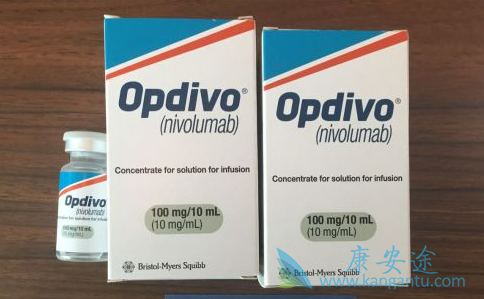 Opdivo
nivolumab)
100 mg/10 mL
Opdivo®
(nivolumab)
Concentrate for solution for infusion
100 mg/10 mL
(10 mg/mL)
Bristol-Myers Squibb
Opdivo®
(nivolumab)
Concentrate for solution for infusion
100 mg/10 mL
(10 mg/mL)
Bristol-Myers Squibb
康安途
www.kangantu.com